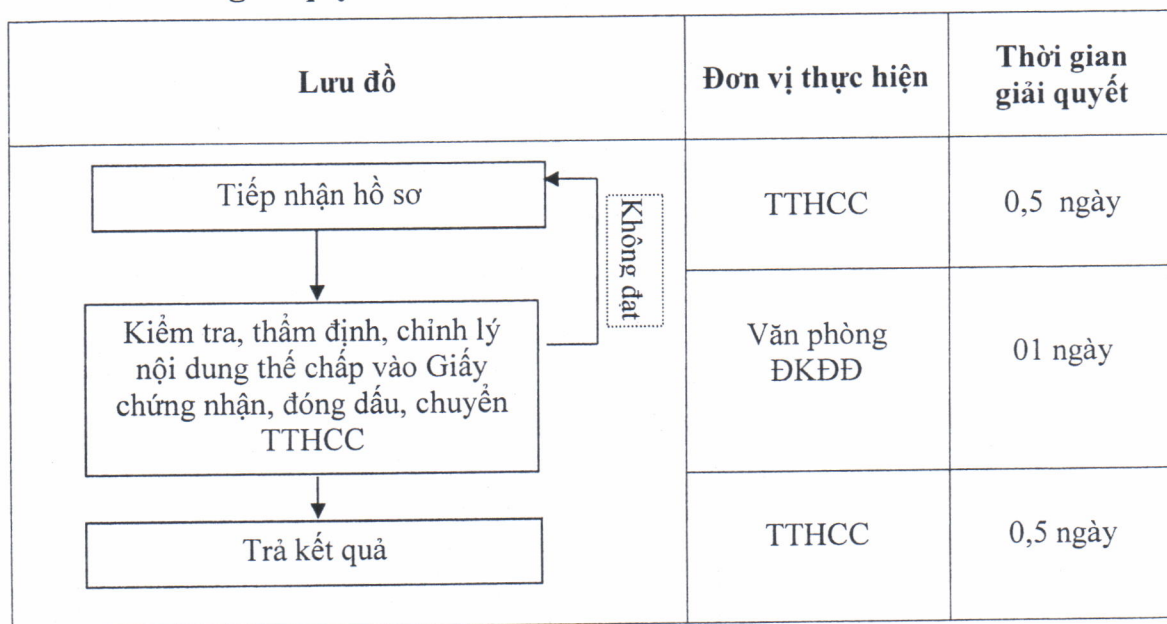 Lưu đồ
Đơn vị thực hiện
Thời gian
giải quyết
Tiếp nhận hồ sơ
Không đạt
TTHCC
0,5 ngày
Kiểm tra, thẩm định, chỉnh lý
nội dung thế chấp vào Giấy
chứng nhận, đóng dấu, chuyển
TTHCC
Văn phòng
ĐKĐĐ
01 ngày
Trả kết quả
TTHCC
0,5 ngày